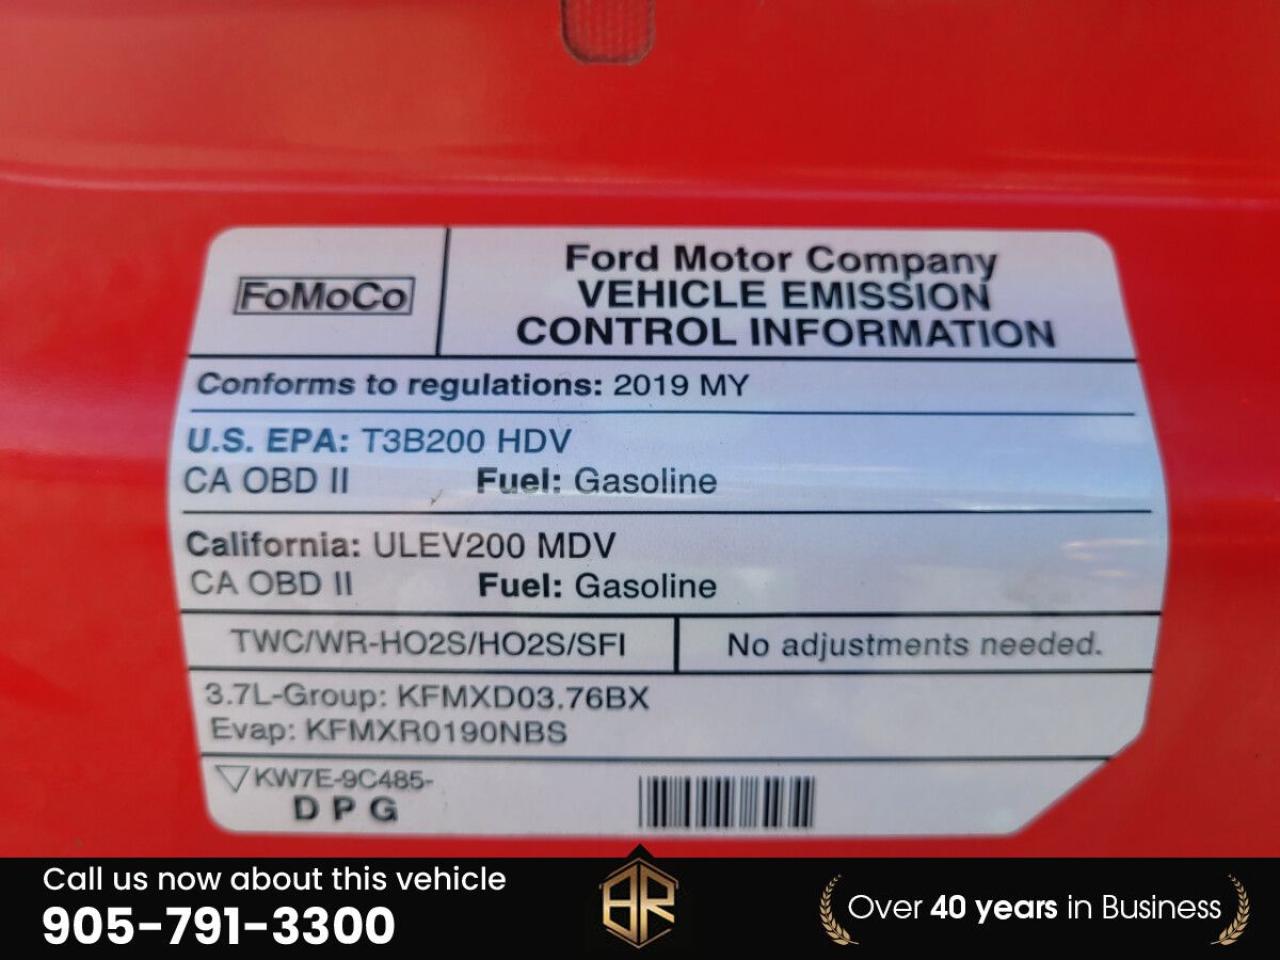 FoMoCo
Ford Motor Company
VEHICLE EMISSION
CONTROL INFORMATION
Conforms to regulations: 2019 MY
U.S. EPA: T3B200 HDV
CA OBD II Fuel: Gasoline
California: ULEV200 MDV
CA OBD II Fuel: Gasoline
TWC/WR-HO2S/HO2S/SFI
No adjustments needed.
3.7L-Group: KFMXD03.76BX
Evap: KFMXR0190NBS
KW7E-9C485-
D P G
Call us now about this vehicle
905-791-3300
BR
Over 40 years in Business